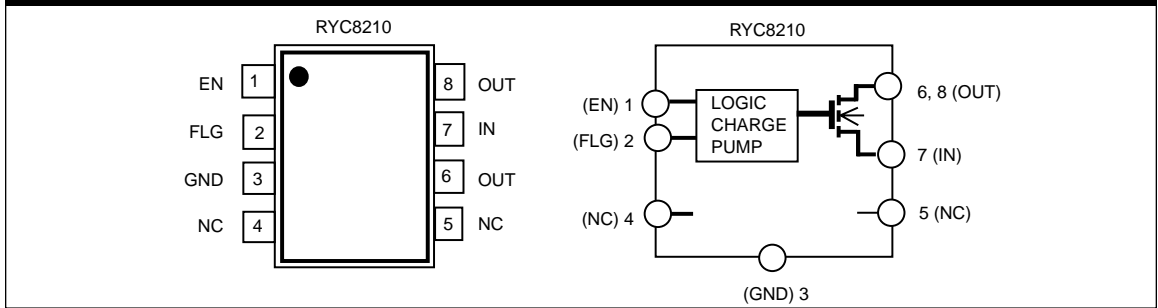 RYC8210
EN 1
FLG 2
GND 3
NC 4
8 OUT
7 IN
6 OUT
5 NC
RYC8210
(EN) 1
(FLG) 2
(NC) 4
LOGIC
CHARGE
PUMP
6, 8 (OUT)
7 (IN)
5 (NC)
(GND) 3